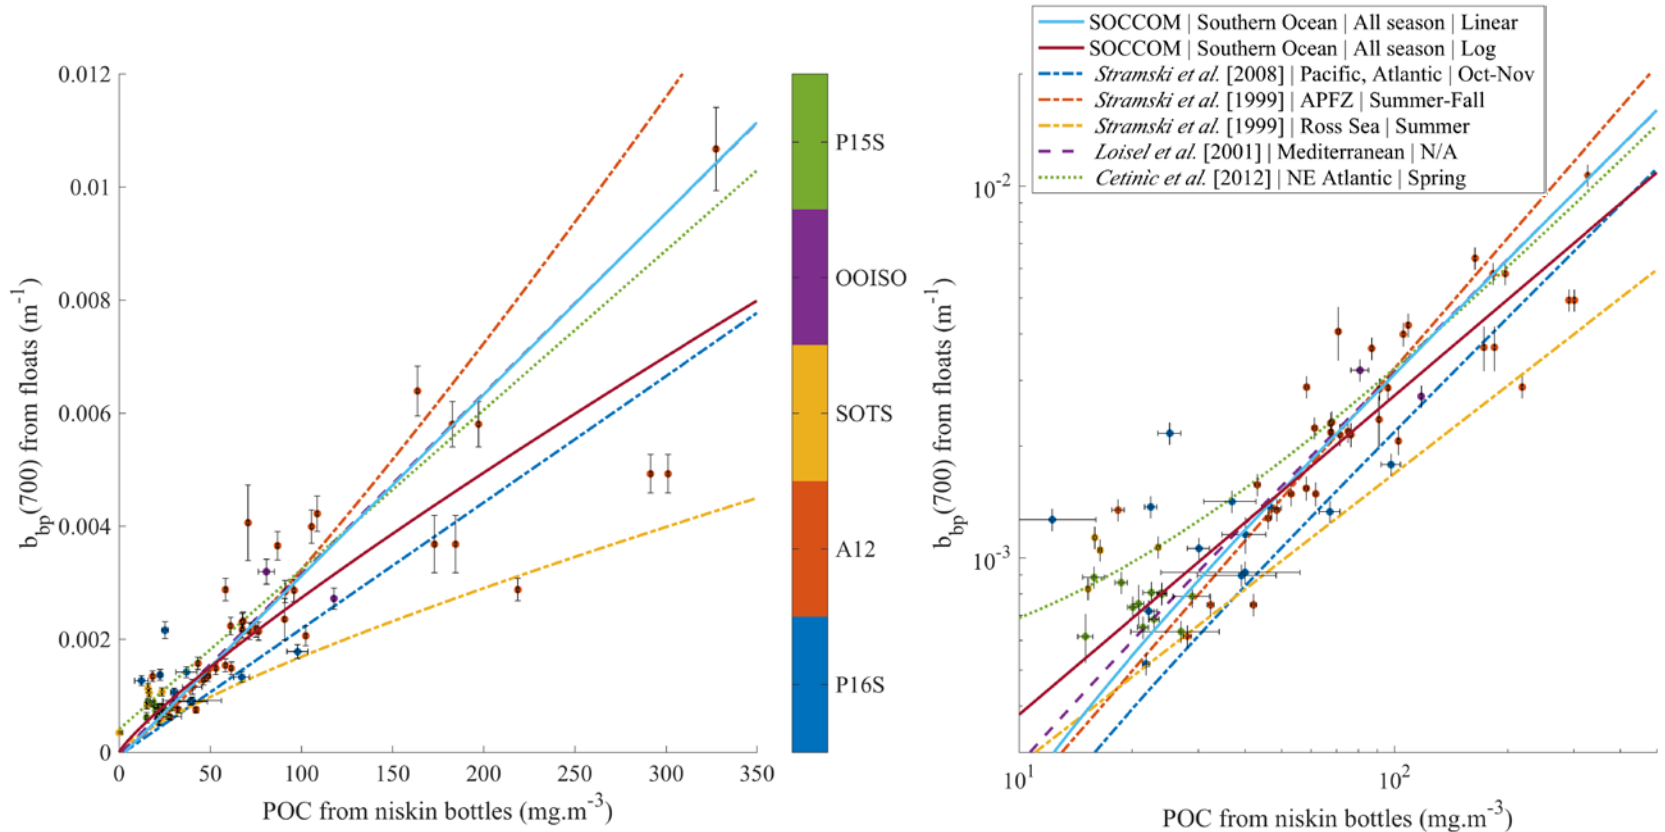 0.012
0.01
0.008
0.006
0.004
0.002
0
0
50
100
150
200
250
300
350
b_bp(700) from floats (m^-1)
POC from niskin bottles (mg.m^-3)
P15S
OOISO
SOTS
A12
P16S
SOCCOM | Southern Ocean | All season | Linear
SOCCOM | Southern Ocean | All season | Log
Stramski et al. [2008] | Pacific, Atlantic | Oct-Nov
Stramski et al. [1999] | APFZ | Summer-Fall
Stramski et al. [1999] | Ross Sea | Summer
Loisel et al. [2001] | Mediterranean | N/A
Cetinìc et al. [2012] | NE Atlantic | Spring
10^-2
10^-3
10^1
10^2
b_bp(700) from floats (m^-1)
POC from niskin bottles (mg.m^-3)